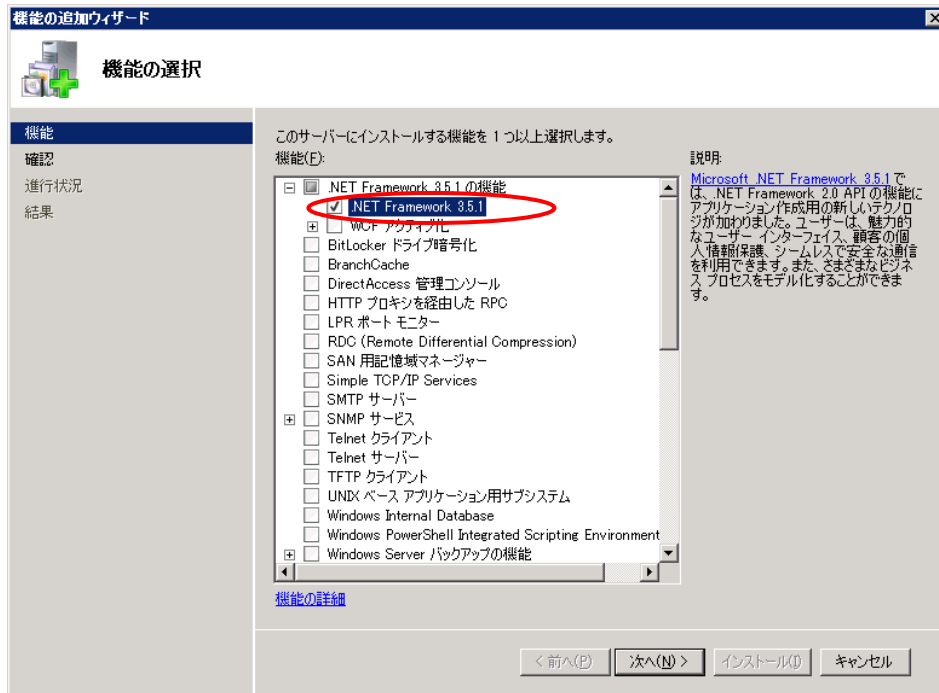 機能の追加ウィザード
機能の選択
機能
確認
進行状況
結果
このサーバーにインストールする機能を 1 つ以上選択します。
機能(F):
.NET Framework 3.5.1 の機能
.NET Framework 3.5.1
WCF アクティブ化
BitLocker ドライブ暗号化
BranchCache
DirectAccess 管理コンソール
HTTP プロキシを経由した RPC
LPR ポート モニター
RDC (Remote Differential Compression)
SAN 用記憶域マネージャー
Simple TCP/IP Services
SMTP サーバー
SNMP サービス
Telnet クライアント
Telnet サーバー
TFTP クライアント
UNIX ベース アプリケーション用サブシステム
Windows Internal Database
Windows PowerShell Integrated Scripting Environment
Windows Server バックアップの機能
機能の詳細
説明:
Microsoft .NET Framework 3.5.1 で
は、.NET Framework 2.0 API の機能に
アプリケーション作成用の新しいテクノロ
ジが加わりました。ユーザーは、魅力的
なユーザー インターフェイス、顧客の個
人情報保護、シームレスで安全な通信
を利用できます。また、さまざまなビジネ
ス プロセスをモデル化することができま
す。
< 前へ(P)
次へ(N) >
インストール(I)
キャンセル